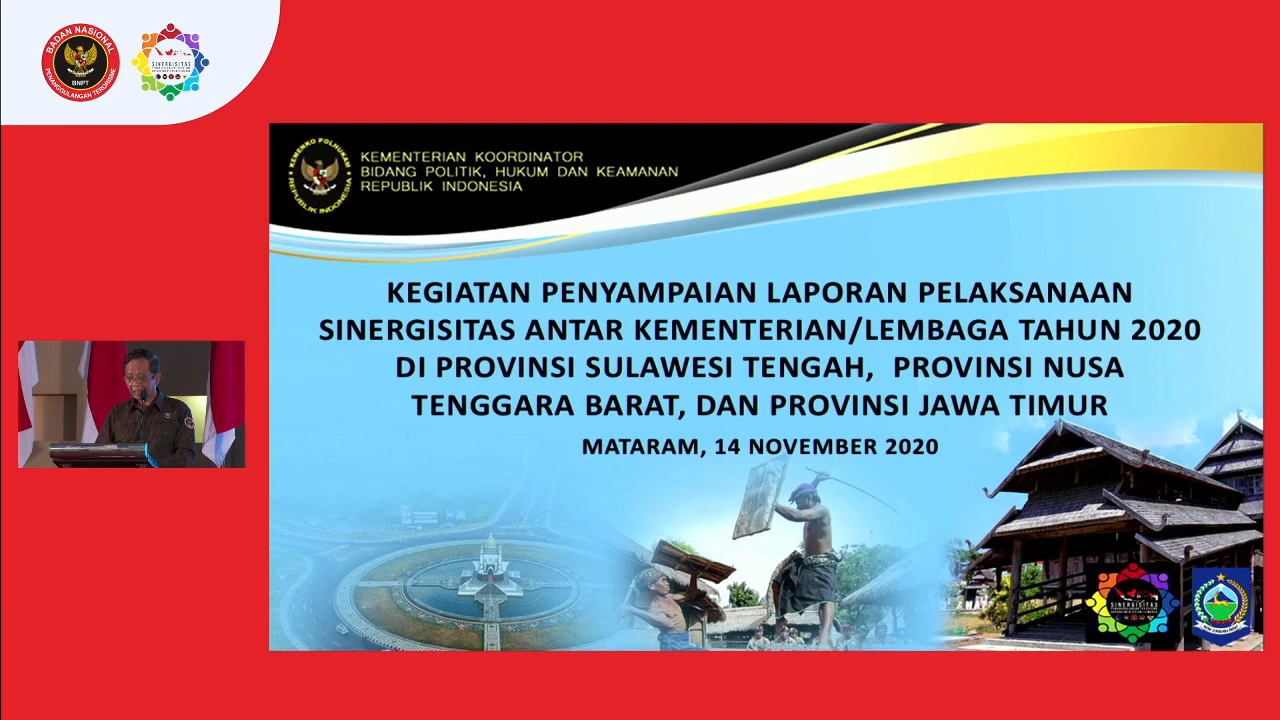 BADAN NASIONAL
BNPT
PENANGGULANGAN TERORISME
SINERGISITAS
KEMENKO POLHUKAM
REPUBLIK INDONESIA
KEMENTERIAN KOORDINATOR
BIDANG POLITIK, HUKUM DAN KEAMANAN
REPUBLIK INDONESIA
KEGIATAN PENYAMPAIAN LAPORAN PELAKSANAAN
SINERGISITAS ANTAR KEMENTERIAN/LEMBAGA TAHUN 2020
DI PROVINSI SULAWESI TENGAH, PROVINSI NUSA
TENGGARA BARAT, DAN PROVINSI JAWA TIMUR
MATARAM, 14 NOVEMBER 2020
SINERGISITAS